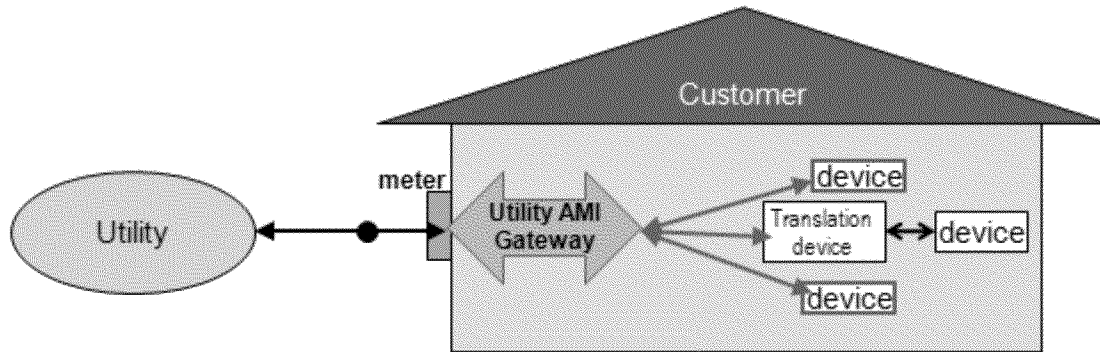 Customer
meter
Utility
Utility AMI
Gateway
device
Translation
device
device
device